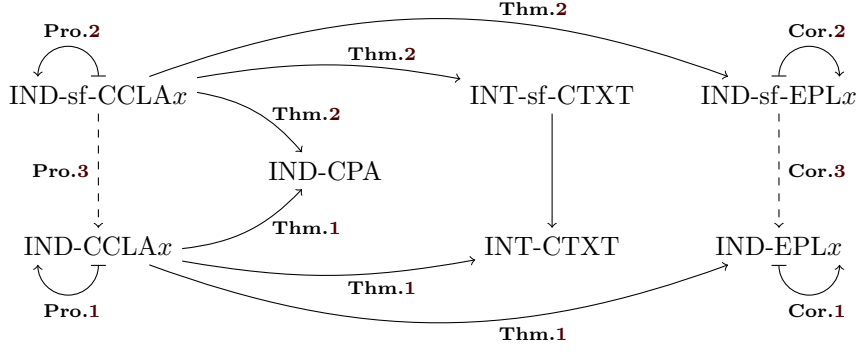 Thm.2
Pro.2
Cor.2
Thm.2
IND-sf-CCLAx
INT-sf-CTXT
IND-sf-EPLx
Thm.2
Pro.3
IND-CPA
Cor.3
Thm.1
IND-CCLAx
INT-CTXT
IND-EPLx
Thm.1
Pro.1
Cor.1
Thm.1